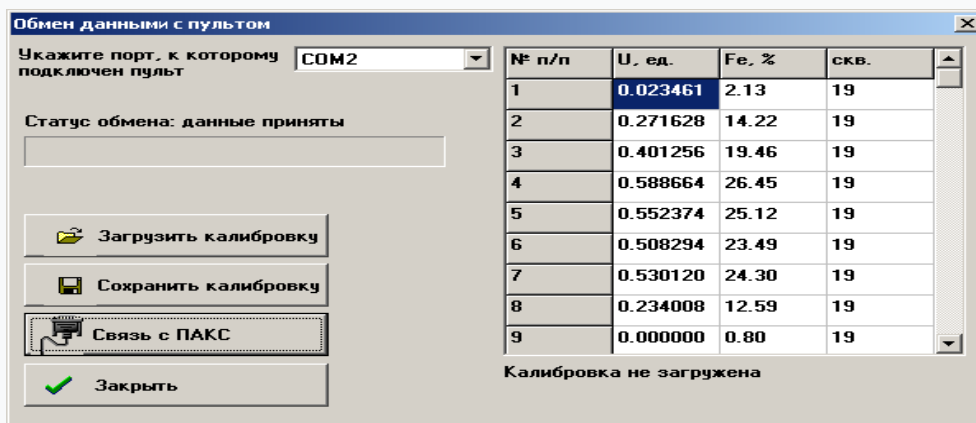 Обмен данными с пультом
Укажите порт, к которому
подключен пульт
COM2
Статус обмена: данные приняты
Загрузить калибровку
Сохранить калибровку
Связь с ПАКС
Закрыть
№ п/п U, ед. Fe, % скв.
1 0.023461 2.13 19
2 0.271628 14.22 19
3 0.401256 19.46 19
4 0.588664 26.45 19
5 0.552374 25.12 19
6 0.508294 23.49 19
7 0.530120 24.30 19
8 0.234008 12.59 19
9 0.000000 0.80 19
Калибровка не загружена